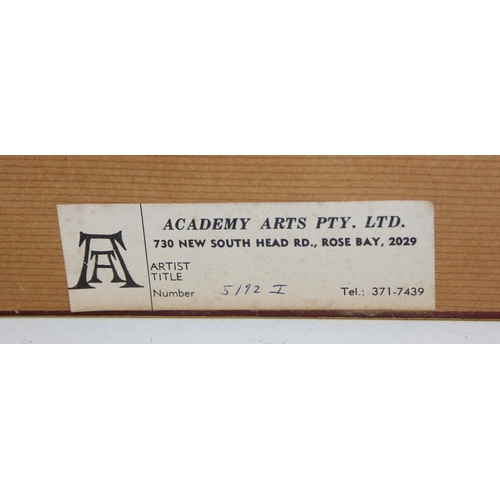 ACADEMY ARTS PTY. LTD.
730 NEW SOUTH HEAD RD., ROSE BAY, 2029
AA
ARTIST
TITLE
Number 5/92 I Tel.: 371-7439